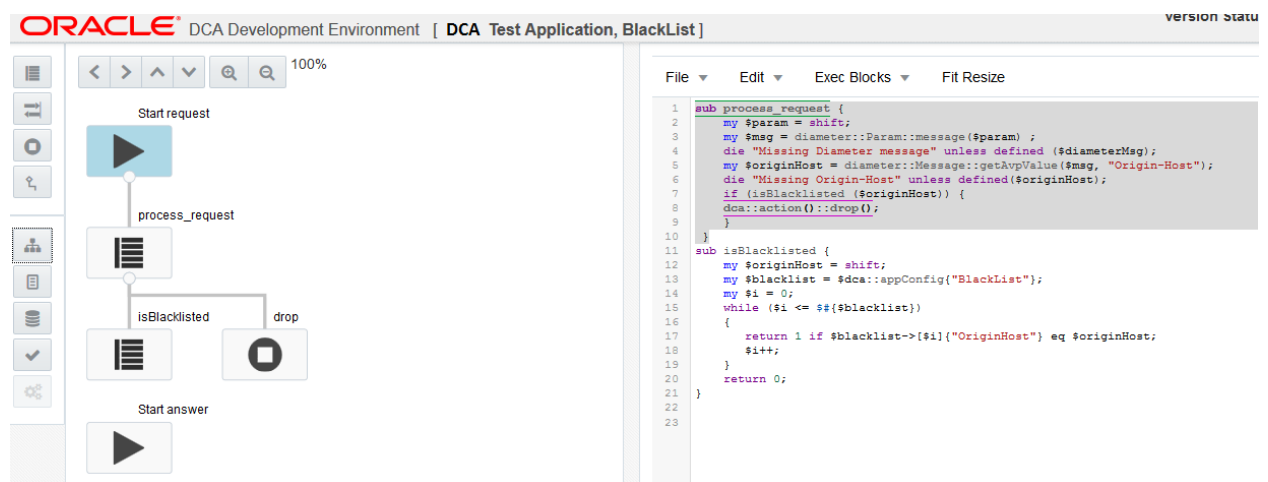 ORACLE® DCA Development Environment [ DCA Test Application, BlackList ]
Version Statu
100%
Start request
process_request
isBlacklisted
drop
Start answer
File Edit Exec Blocks Fit Resize
1 sub process_request {
2 my $param = shift;
3 my $msg = diameter::Param::message($param) ;
4 die "Missing Diameter message" unless defined ($diameterMsg);
5 my $originHost = diameter::Message::getAvpValue($msg, "Origin-Host");
6 die "Missing Origin-Host" unless defined($originHost);
7 if (isBlacklisted ($originHost)) {
8 dca::action()::drop();
9 }
10 }
11 sub isBlacklisted {
12 my $originHost = shift;
13 my $blacklist = $dca::appConfig{"BlackList"};
14 my $i = 0;
15 while ($i <= $#{$blacklist})
16 {
17 return 1 if $blacklist->[$i]{"OriginHost"} eq $originHost;
18 $i++;
19 }
20 return 0;
21 }
22
23